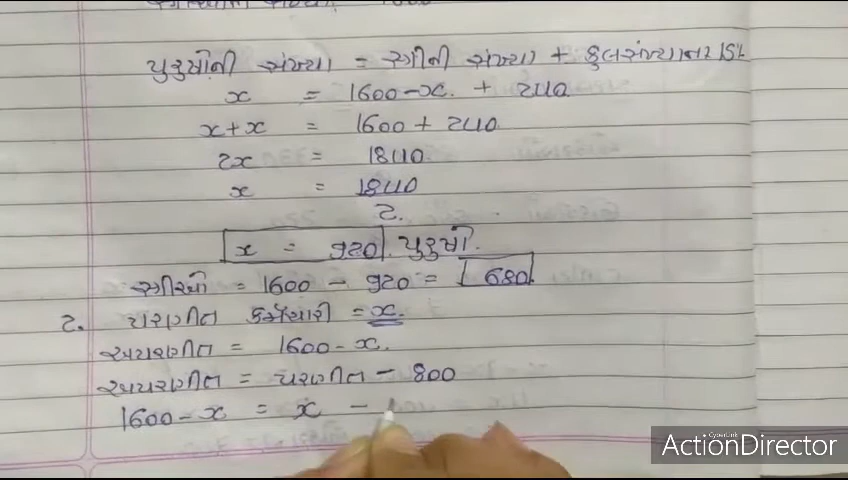 પુરુષોની સંખ્યા = સ્ત્રીની સંખ્યા + કુલસંખ્યાના 15%
x = 1600 - x + 240
x + x = 1600 + 240
2x = 1840
x = 1840
2
x = 920 પુરુષો.
સ્ત્રીઓ = 1600 - 920 = 680
2. પરણીત કર્મચારી = x.
અપરણીત = 1600 - x.
અપરણીત = પરણીત - 800
1600 - x = x -
CyberLink
ActionDirector